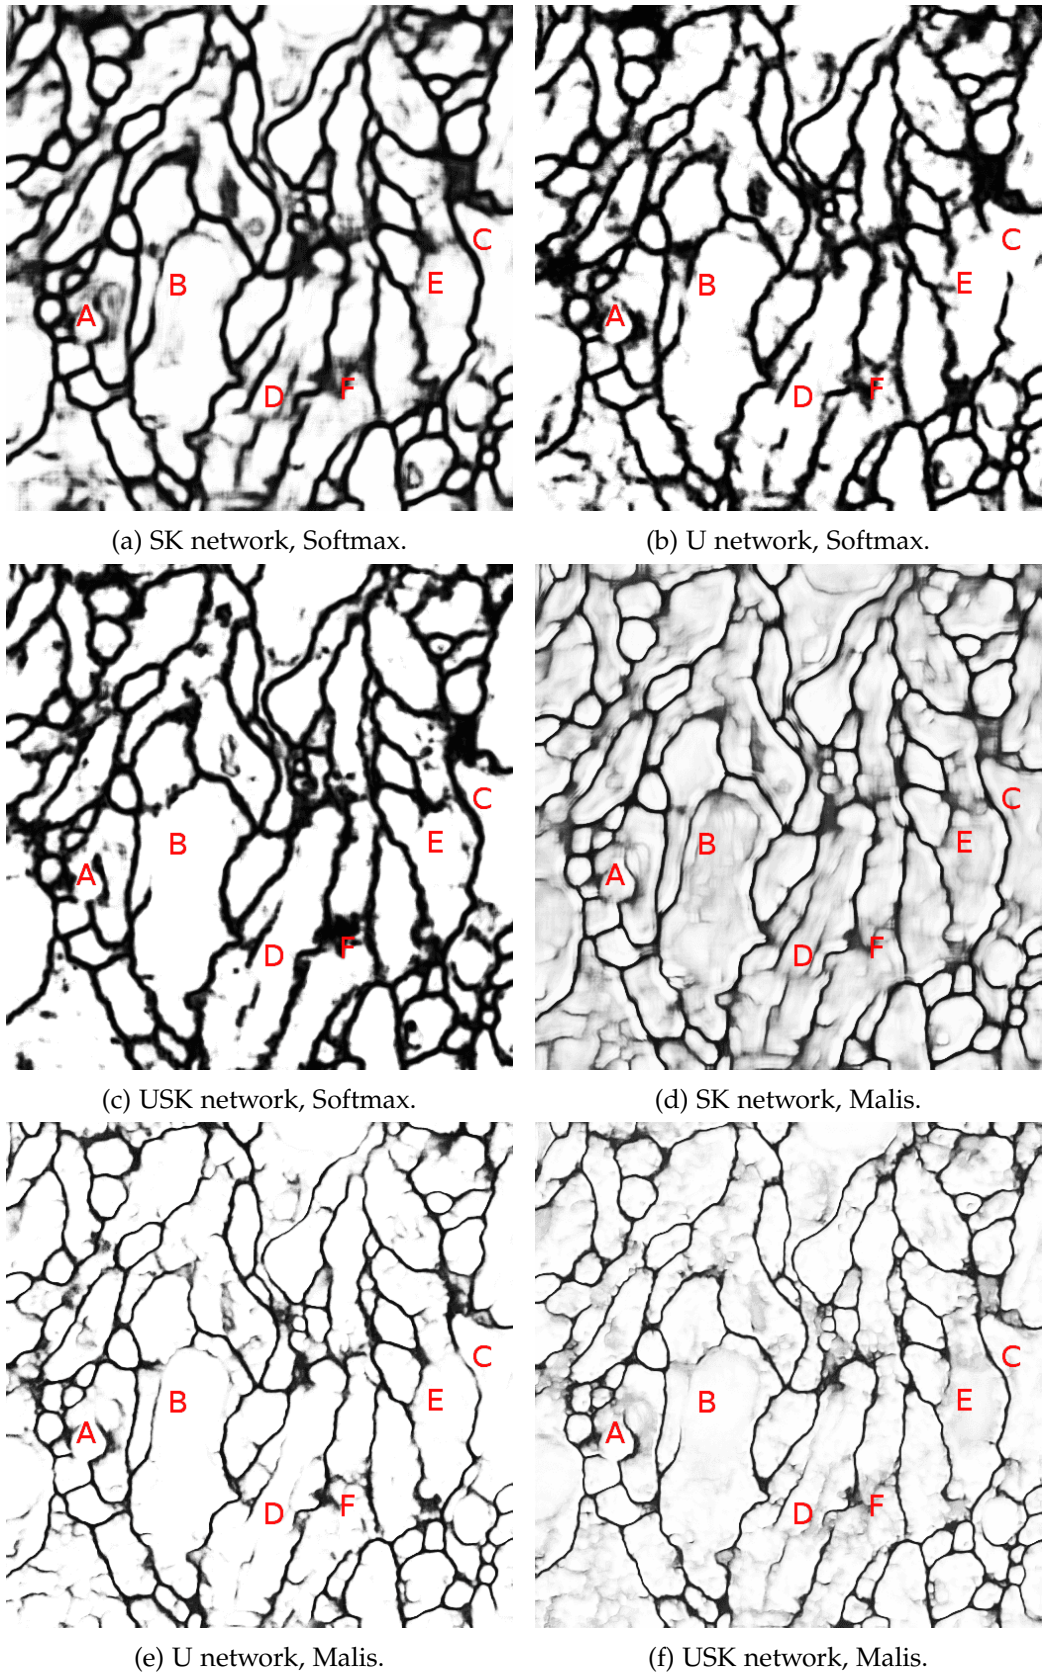 C
B
E
A
D
F
C
B
E
A
D
F
(a) SK network, Softmax.
(b) U network, Softmax.
C
B
E
A
D
F
C
B
E
A
D
F
(c) USK network, Softmax.
(d) SK network, Malis.
C
B
E
A
D
F
C
B
E
A
D
F
(e) U network, Malis.
(f) USK network, Malis.